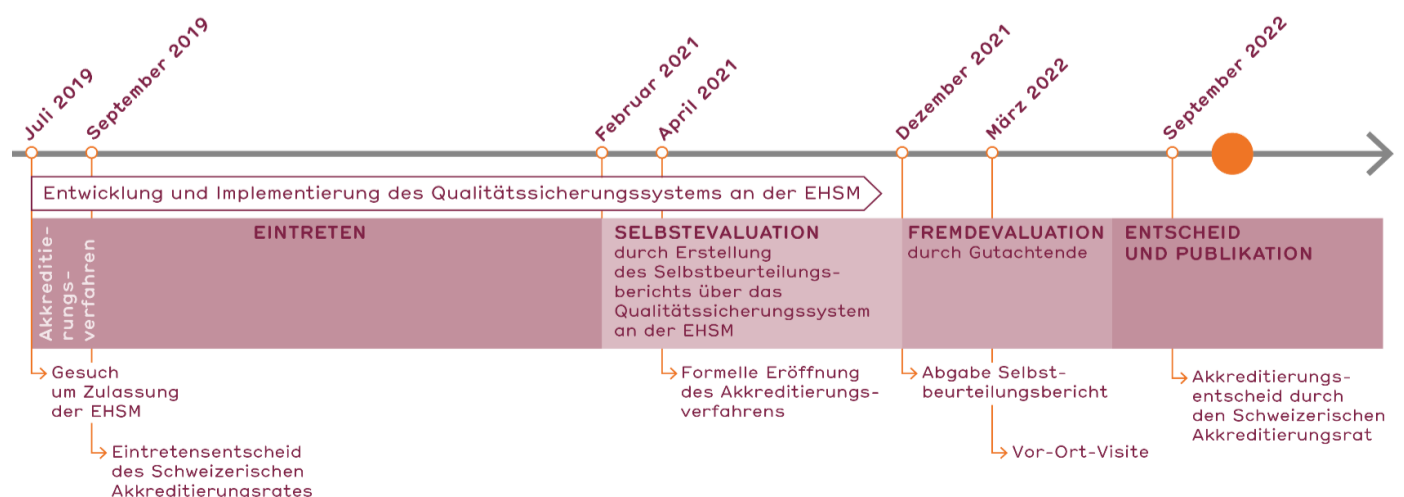 Juli 2019
September 2019
Februar 2021
April 2021
Dezember 2021
März 2022
September 2022
Entwicklung und Implementierung des Qualitätssicherungssystems an der EHSM
Akkreditie-
rungs-
verfahren
EINTRETEN
SELBSTEVALUATION
durch Erstellung
des Selbstbeurteilungs-
berichts über das
Qualitätssicherungssystem
an der EHSM
FREMDEVALUATION
durch Gutachtende
ENTSCHEID
UND PUBLIKATION
Gesuch
um Zulassung
der EHSM
Eintretensentscheid
des Schweizerischen
Akkreditierungsrates
Formelle Eröffnung
des Akkreditierungs-
verfahrens
Abgabe Selbst-
beurteilungsbericht
Vor-Ort-Visite
Akkreditierungs-
entscheid durch
den Schweizerischen
Akkreditierungsrat